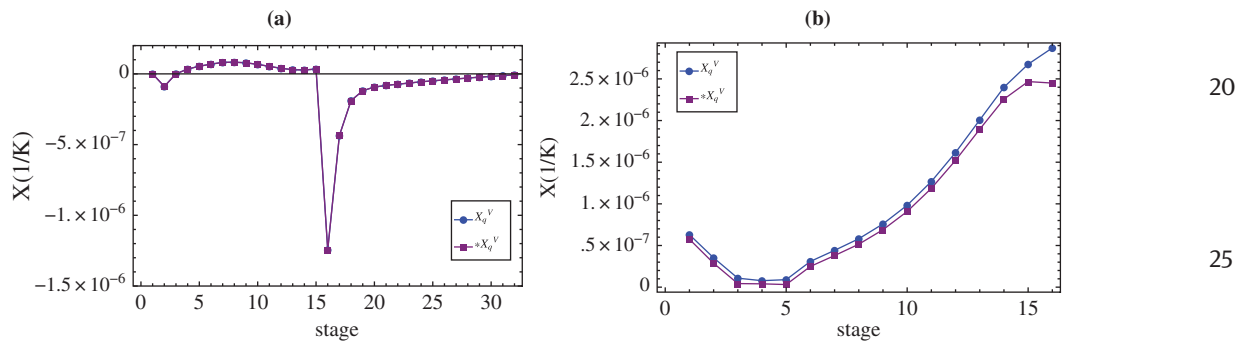 (a)
X(1/K)
0
−5. × 10⁻⁷
−1. × 10⁻⁶
−1.5 × 10⁻⁶
0 5 10 15 20 25 30
stage
X_q^V
*X_q^V
(b)
X(1/K)
2.5 × 10⁻⁶
2. × 10⁻⁶
1.5 × 10⁻⁶
1. × 10⁻⁶
.5 × 10⁻⁷
0
0 5 10 15
stage
X_q^V
*X_q^V
20
25